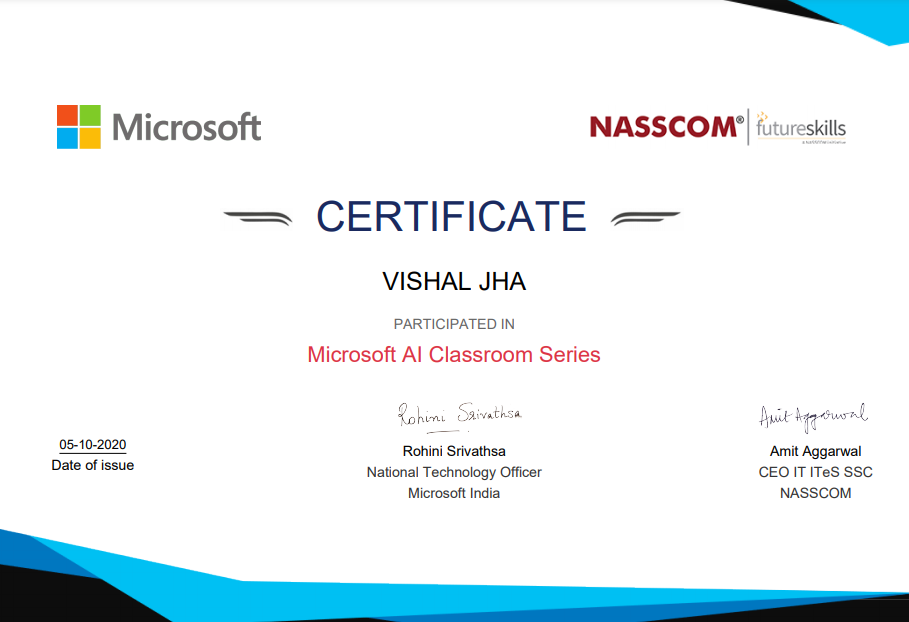 Microsoft
NASSCOM® futureskills
CERTIFICATE
VISHAL JHA
PARTICIPATED IN
Microsoft AI Classroom Series
Rohini Srivathsa
Amit Aggarwal
05-10-2020
Date of issue
Rohini Srivathsa
National Technology Officer
Microsoft India
Amit Aggarwal
CEO IT ITeS SSC
NASSCOM